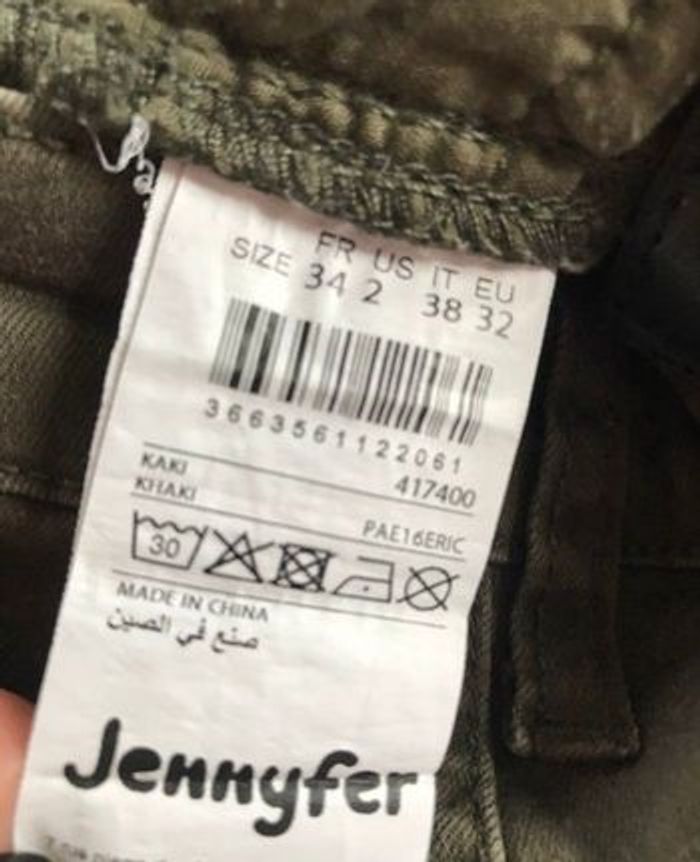 FR US IT EU
SIZE 34 2 38 32
3663561122061
KAKI
KHAKI
417400
PAE16ERIC
30
MADE IN CHINA
صنع في الصين
Jennyfer